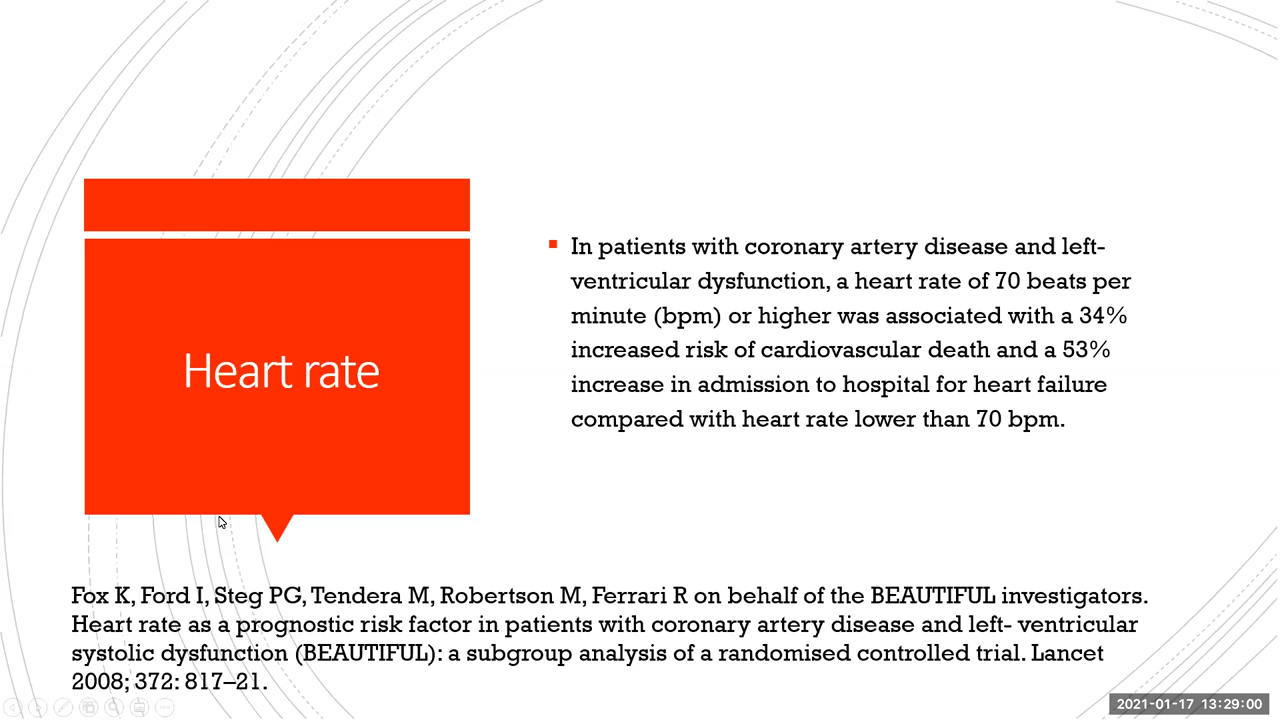 Heart rate
In patients with coronary artery disease and left-
ventricular dysfunction, a heart rate of 70 beats per
minute (bpm) or higher was associated with a 34%
increased risk of cardiovascular death and a 53%
increase in admission to hospital for heart failure
compared with heart rate lower than 70 bpm.
Fox K, Ford I, Steg PG, Tendera M, Robertson M, Ferrari R on behalf of the BEAUTIFUL investigators.
Heart rate as a prognostic risk factor in patients with coronary artery disease and left- ventricular
systolic dysfunction (BEAUTIFUL): a subgroup analysis of a randomised controlled trial. Lancet
2008; 372: 817–21.
2021-01-17 13:29:00